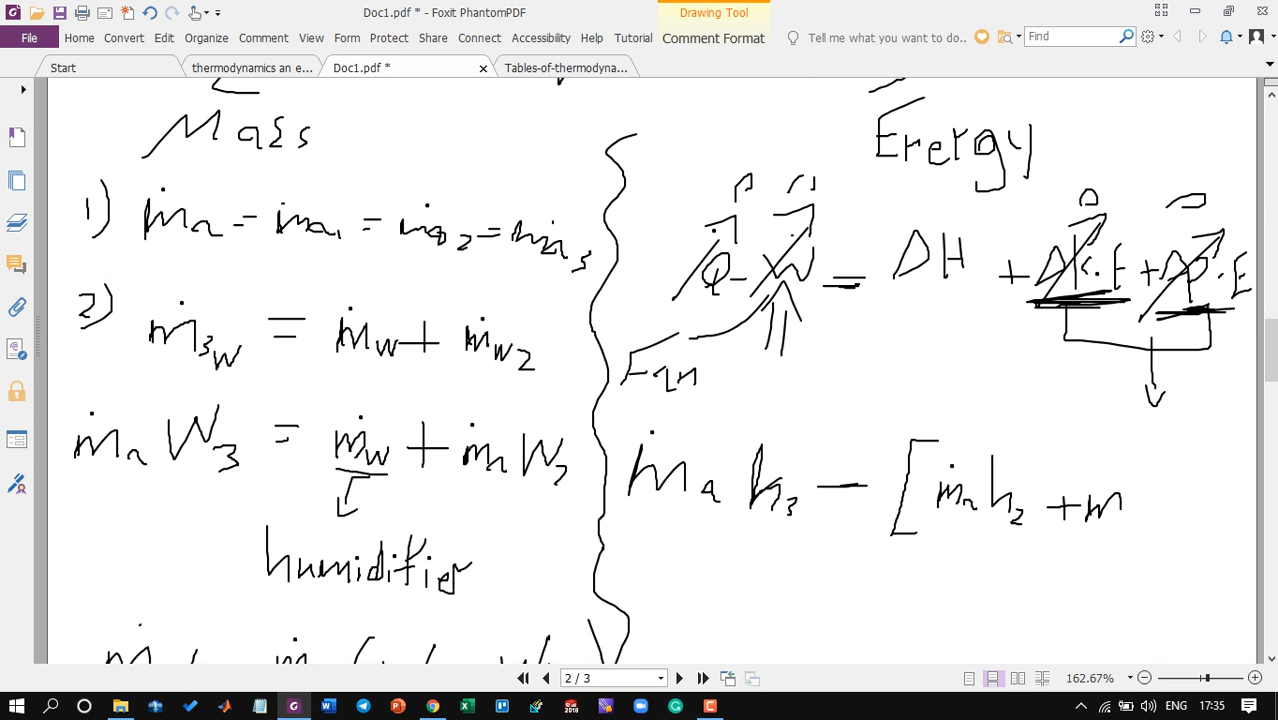 Doc1.pdf * - Foxit PhantomPDF
Drawing Tool
File Home Convert Edit Organize Comment View Form Protect Share Connect Accessibility Help Tutorial Comment Format Tell me what you want to do.. Find
Start thermodynamics an e... Doc1.pdf * Tables-of-thermodyna...
Mass
Energy
1) ṁa = ṁa1 = ṁa2 = ṁa3
0 0 0 0
Q - W = ΔH + ΔK.E + Δp.E
2) ṁ3w = ṁw + ṁw2
Fan
ṁa W3 = ṁw + ṁa W2
ṁa h3 - [ṁa h2 + m
humidifier
2 / 3
162.67%
ENG 17:35